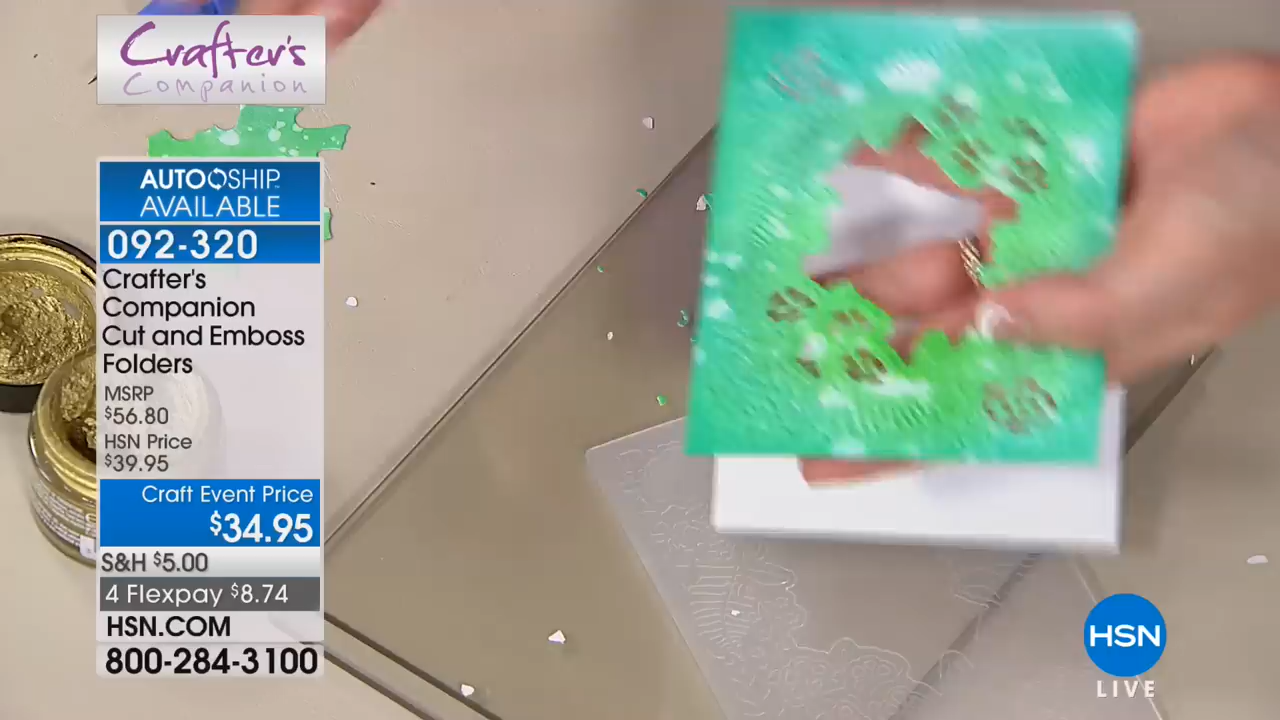 Crafter's
Companion
AUTOSHIP™
AVAILABLE
092-320
Crafter's
Companion
Cut and Emboss
Folders
MSRP
$56.80
HSN Price
$39.95
Craft Event Price
$34.95
S&H $5.00
4 Flexpay $8.74
HSN.COM
800-284-3100
HSN
LIVE